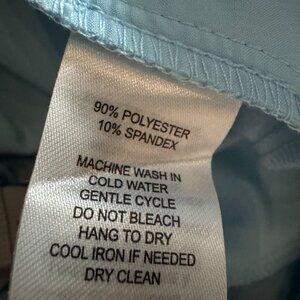 90% POLYESTER
10% SPANDEX
MACHINE WASH IN
COLD WATER
GENTLE CYCLE
DO NOT BLEACH
HANG TO DRY
COOL IRON IF NEEDED
DRY CLEAN